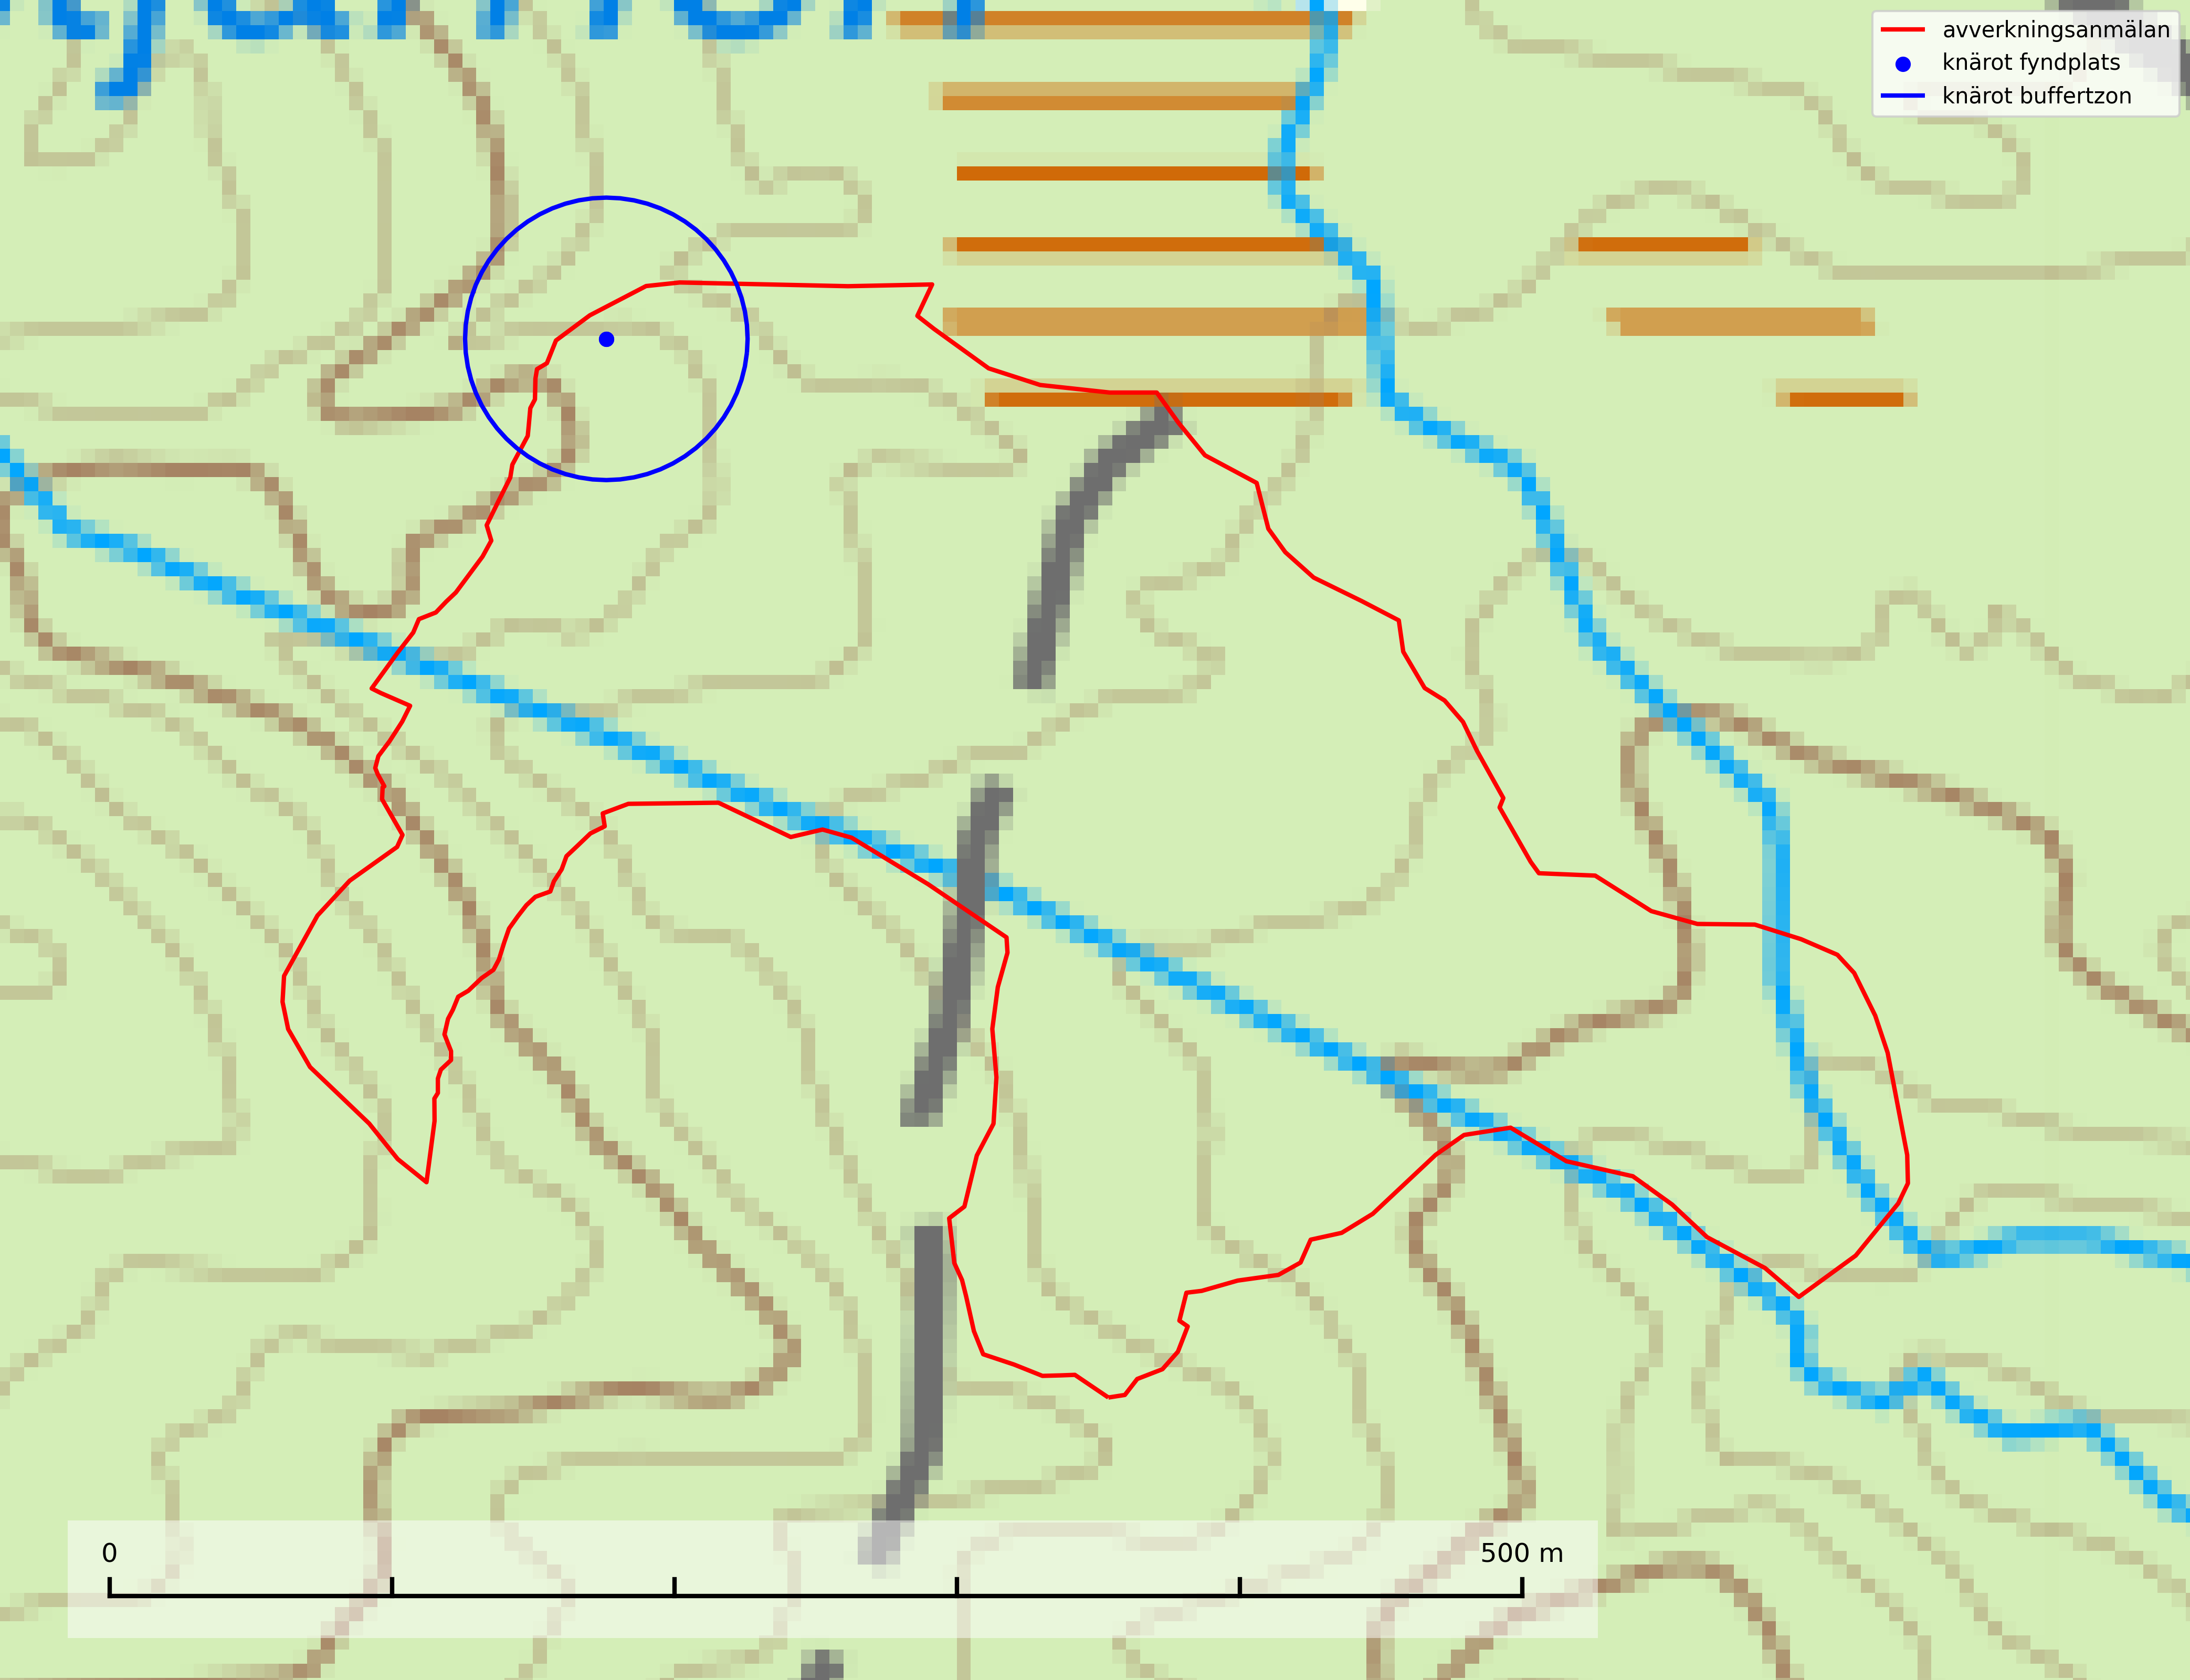 avverkningsanmälan
knärot fyndplats
knärot buffertzon
0 500 m